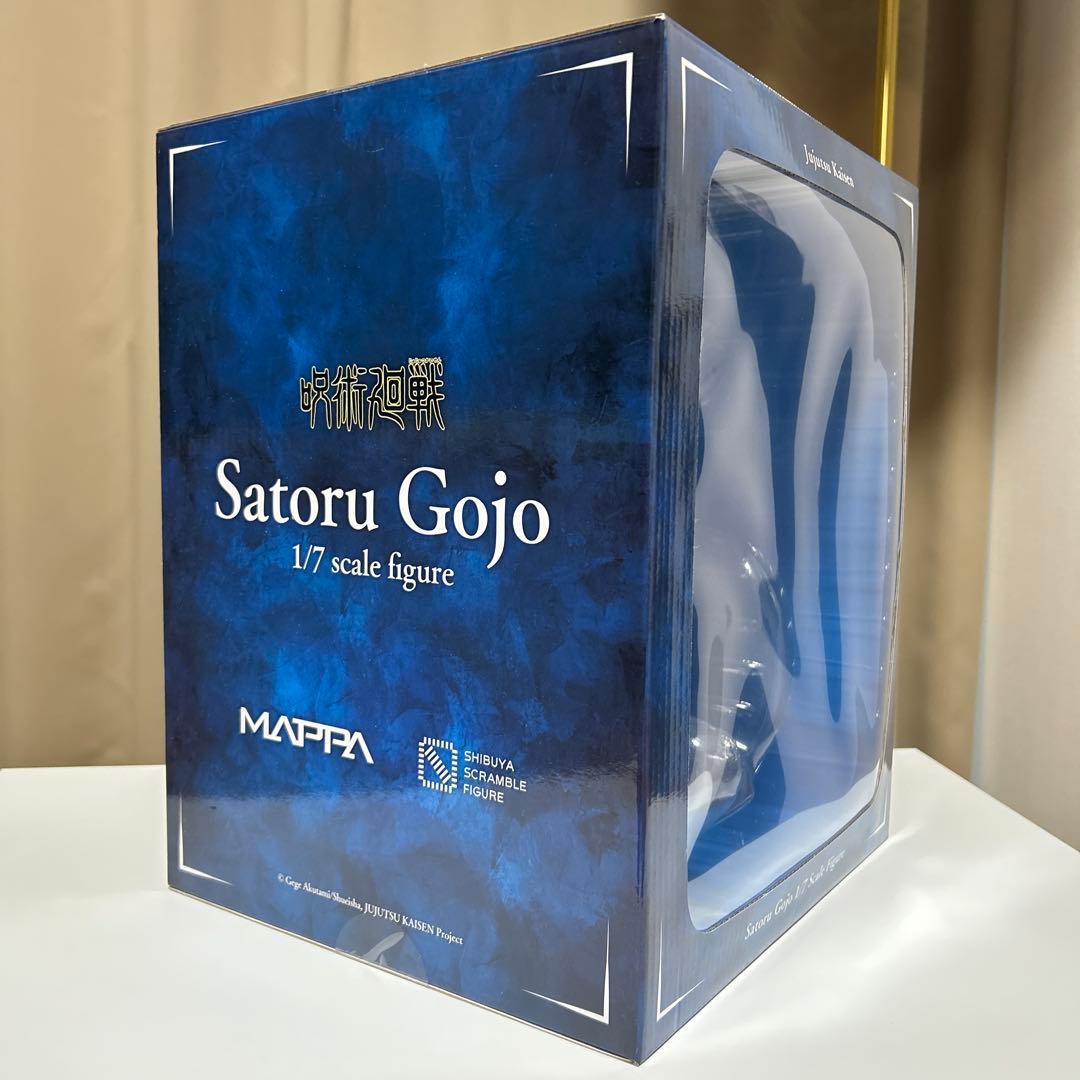 呪術廻戦
Satoru Gojo
1/7 scale figure
MAPPA
SHIBUYA
SCRAMBLE
FIGURE
© Gege Akutami/Shueisha, JUJUTSU KAISEN Project
Jujutsu Kaisen
Satoru Gojo 1/7 Scale Figure